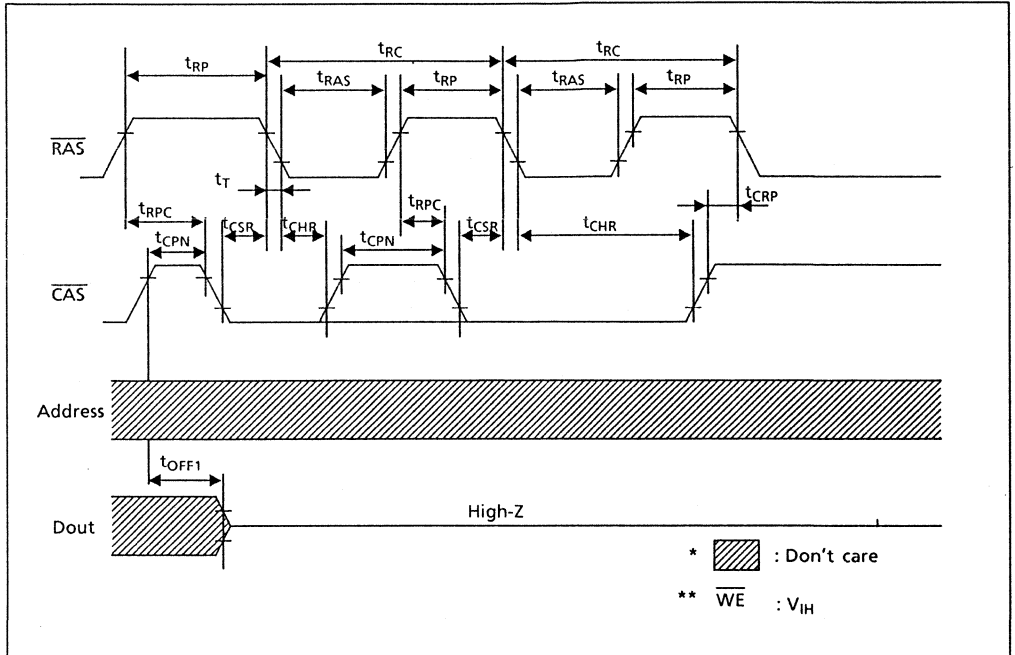 tRC tRC
tRP tRAS tRP tRAS tRP
RAS
tT
tCRP
tRPC tCSR tCHR tRPC tCSR tCHR
tCPN tCPN
CAS
Address
tOFF1
Dout High-Z
* : Don't care
** WE : VIH